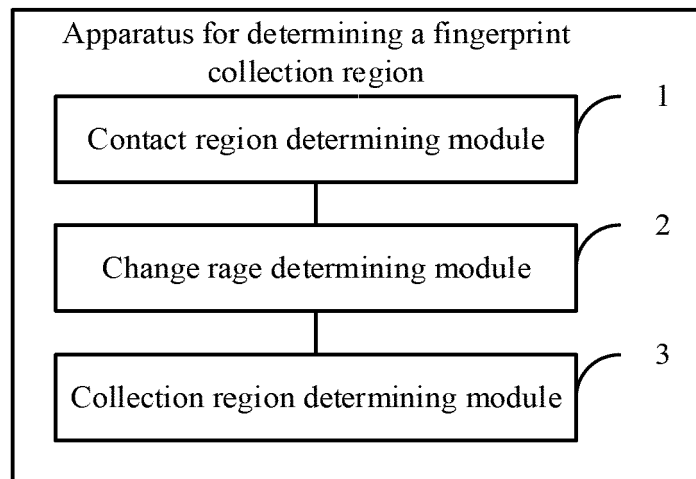 Apparatus for determining a fingerprint
collection region
1
Contact region determining module
2
Change rage determining module
3
Collection region determining module